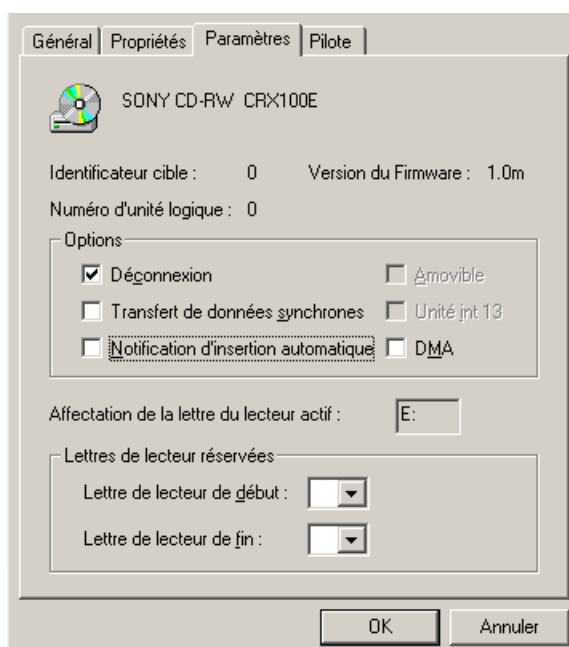 Général Propriétés Paramètres Pilote
SONY CD-RW CRX100E
Identificateur cible : 0 Version du Firmware : 1.0m
Numéro d'unité logique : 0
Options
Déconnexion Amovible
Transfert de données synchrones Unité int 13
Notification d'insertion automatique DMA
Affectation de la lettre du lecteur actif : E:
Lettres de lecteur réservées
Lettre de lecteur de début :
Lettre de lecteur de fin :
OK Annuler